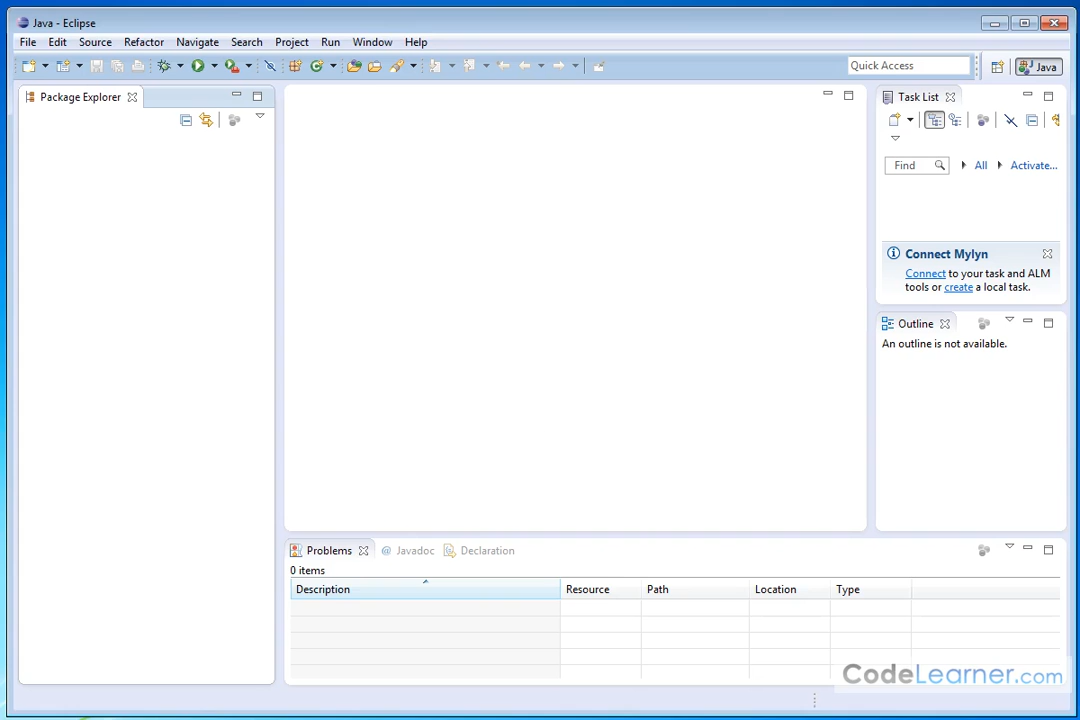 Java - Eclipse
File Edit Source Refactor Navigate Search Project Run Window Help
Quick Access Java
Package Explorer
Task List
Find All Activate...
Connect Mylyn
Connect to your task and ALM
tools or create a local task.
Outline
An outline is not available.
Problems @ Javadoc Declaration
0 items
Description Resource Path Location Type
CodeLearner.com